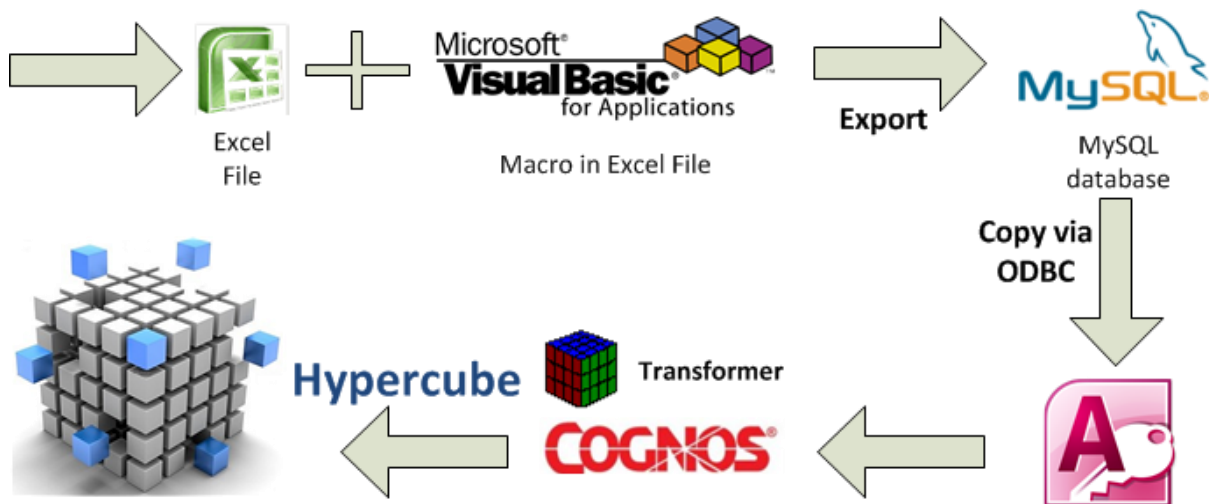 Microsoft®
Visual Basic®
for Applications
™
Excel
File
Macro in Excel File
Export
MySQL®
MySQL
database
Copy via
ODBC
A
Hypercube
Transformer
COGNOS®